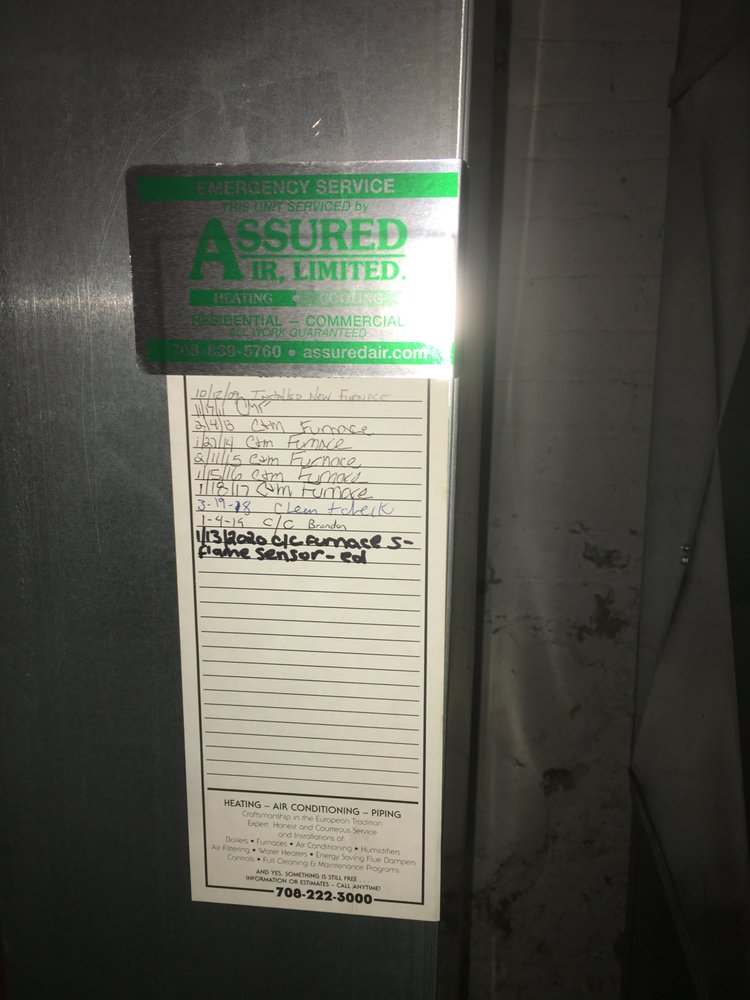 EMERGENCY SERVICE
THIS UNIT SERVICED by
ASSURED
AIR, LIMITED.
HEATING • COOLING
RESIDENTIAL – COMMERCIAL
ALL WORK GUARANTEED
708-839-5760 • assuredair.com
10/12/09 Installed New Furnace
2/4/13 C+M Furnace
1/27/14 C+m Furnace
2/11/15 C+m Furnace
1/15/16 C+m Furnace
1/18/17 C+M Furnace
3-19-18 Clean + check
1-4-19 C/C Brandon
1/13/2020 c/c Furnace S-
flame sensor - ed
HEATING – AIR CONDITIONING – PIPING
Craftsmanship in the European Tradition
Expert, Honest and Courteous Service
and Installations of
Boilers • Furnaces • Air Conditioning • Humidifiers
Air Filtering • Water Heaters • Energy Saving Flue Dampers
Controls • Full Cleaning & Maintenance Programs
AND YES, SOMETHING IS STILL FREE . . .
INFORMATION OR ESTIMATES – CALL ANYTIME!
708-222-3000